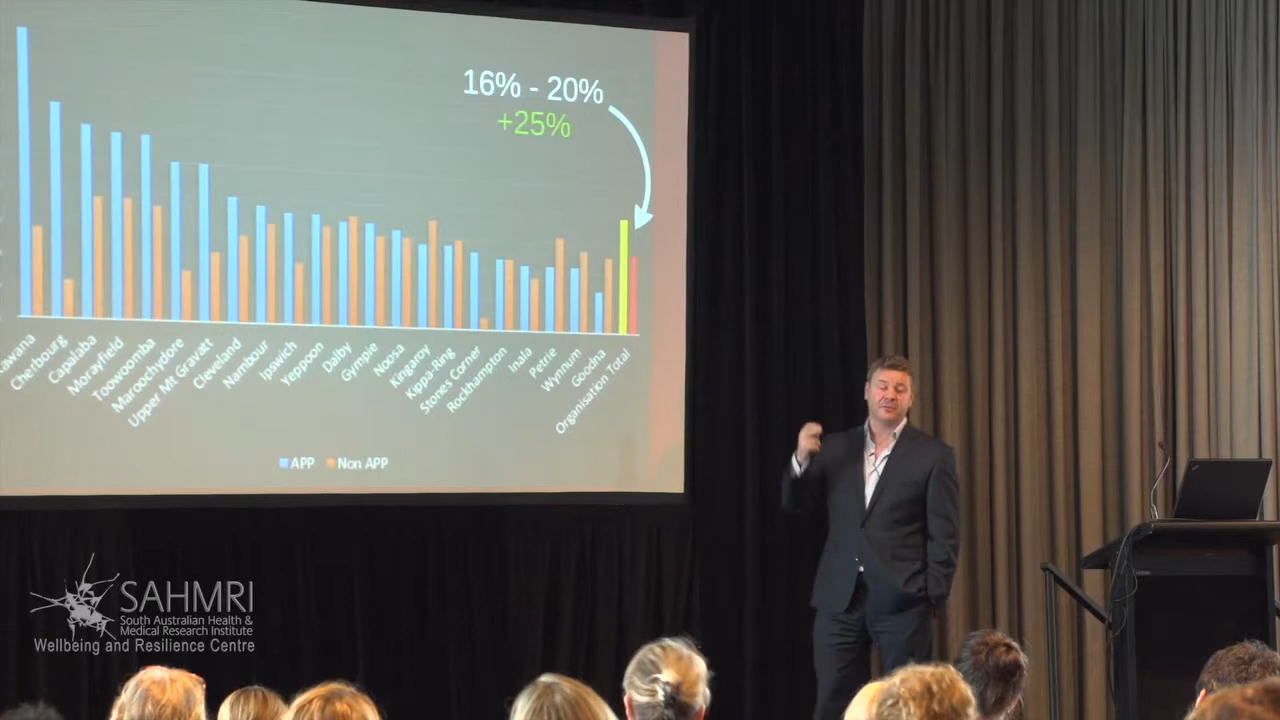 16% - 20%
+25%
Cherbourg
Capalaba
Morayfield
Toowoomba
Maroochydore
Upper Mt Gravatt
Cleveland
Nambour
Ipswich
Yeppoon
Dalby
Gympie
Noosa
Kingaroy
Kippa-Ring
Stones Corner
Rockhampton
Inala
Petrie
Wynnum
Goodna
Organisation Total
APP Non APP
SAHMRI
South Australian Health &
Medical Research Institute
Wellbeing and Resilience Centre